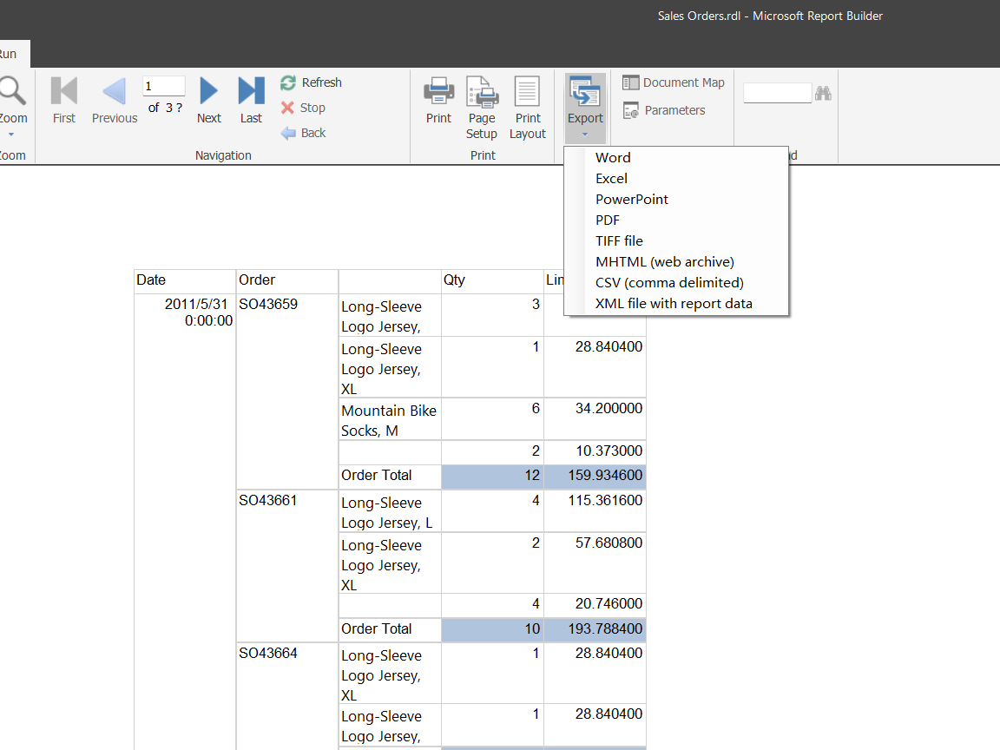 Sales Orders.rdl - Microsoft Report Builder
Run
Zoom
Zoom
First
Previous
1
of 3 ?
Next
Last
Refresh
Stop
Back
Navigation
Print
Page
Setup
Print
Layout
Print
Export
Document Map
Parameters
Word
Excel
PowerPoint
PDF
TIFF file
MHTML (web archive)
CSV (comma delimited)
XML file with report data
Date Order Qty
2011/5/31
0:00:00
SO43659
Long-Sleeve
Logo Jersey,
3
Long-Sleeve
Logo Jersey,
XL
1 28.840400
Mountain Bike
Socks, M
6 34.200000
2 10.373000
Order Total 12 159.934600
SO43661
Long-Sleeve
Logo Jersey, L
4 115.361600
Long-Sleeve
Logo Jersey,
XL
2 57.680800
4 20.746000
Order Total 10 193.788400
SO43664
Long-Sleeve
Logo Jersey,
XL
1 28.840400
Long-Sleeve
Logo Jersey,
1 28.840400